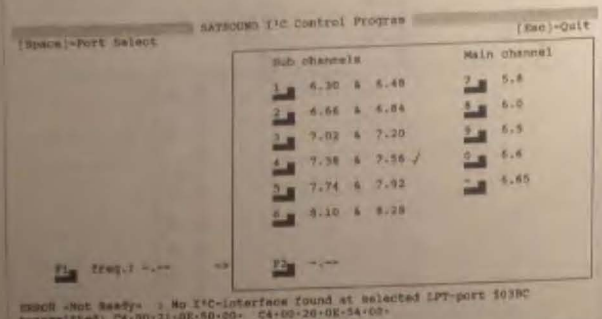 SATSOUND I²C Control Program
[Space]=Port Select [Esc]=Quit
Sub channels Main channel
1 6.30 & 6.48 7 5.8
2 6.66 & 6.84 8 6.0
3 7.02 & 7.20 9 6.5
4 7.38 & 7.56 √ 0 6.6
5 7.74 & 7.92 - 6.65
6 8.10 & 8.28
F1 freq.: -.-- <> F2 -.--
ERROR -Not Ready- : No I²C-interface found at selected LPT-port $03BC